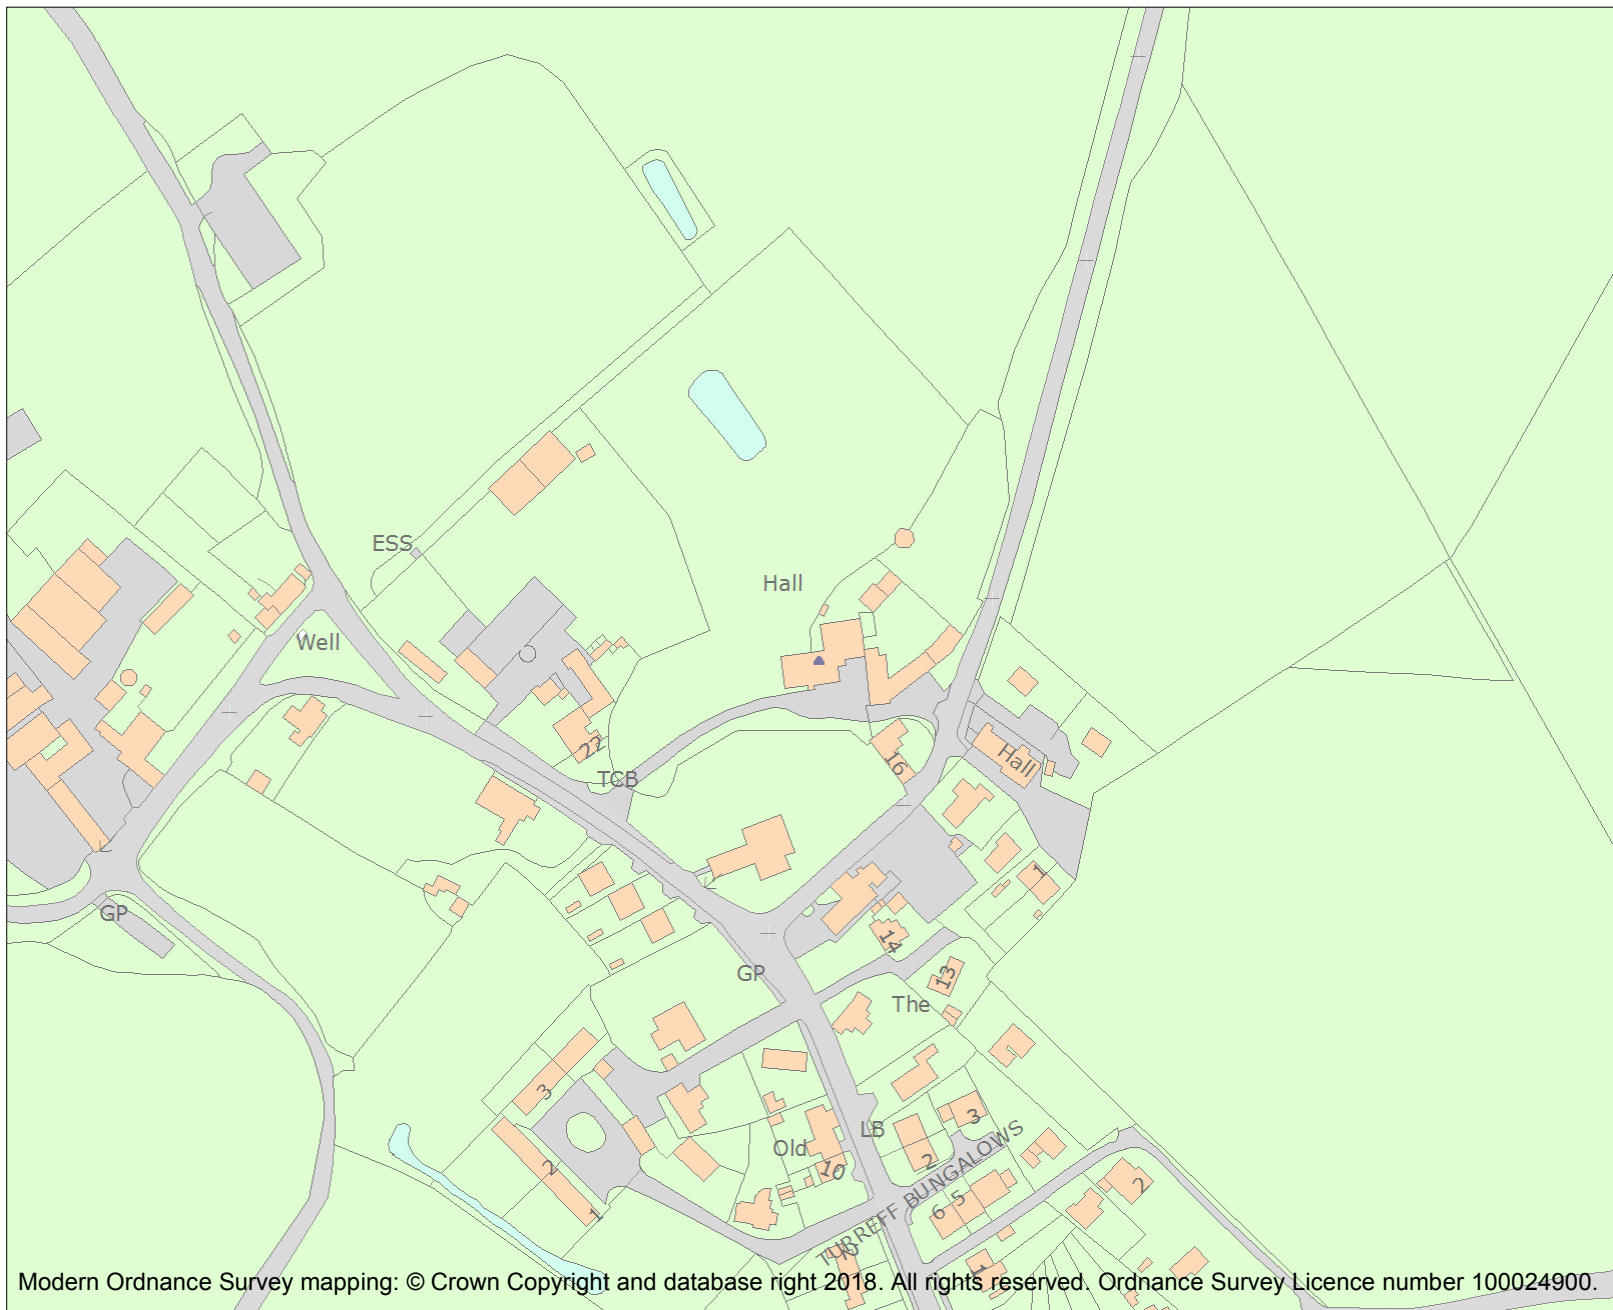 ESS
Hall
Well
22
TCB
16
Hall
1
GP
14
GP
13
The
3
3
LB
Old
2
10
2
2
1
5
6
TURREFF BUNGALOWS
1
Modern Ordnance Survey mapping: © Crown Copyright and database right 2018. All rights reserved. Ordnance Survey Licence number 100024900.